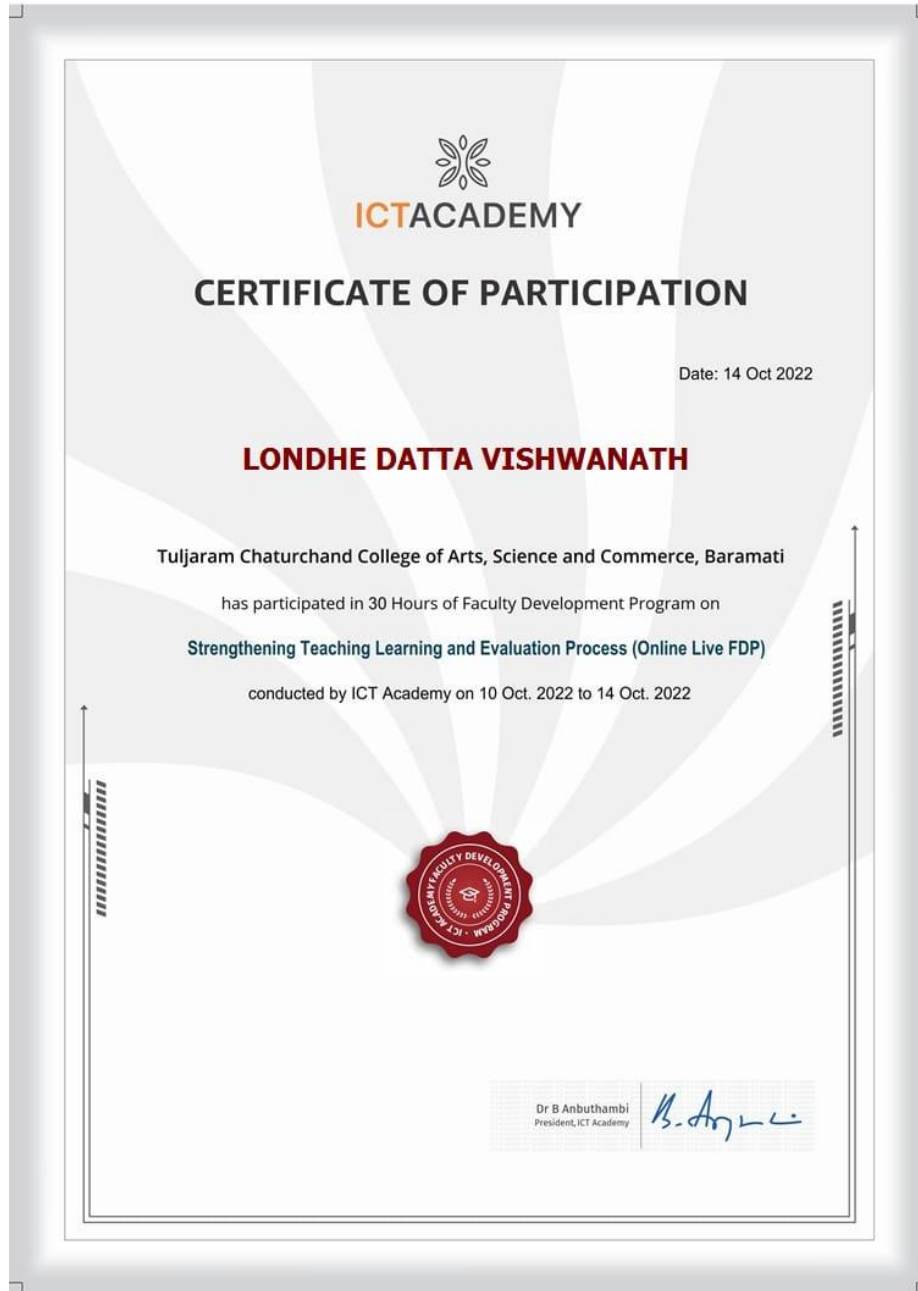 ICTACADEMY
CERTIFICATE OF PARTICIPATION
Date: 14 Oct 2022
LONDHE DATTA VISHWANATH
Tuljaram Chaturchand College of Arts, Science and Commerce, Baramati
has participated in 30 Hours of Faculty Development Program on
Strengthening Teaching Learning and Evaluation Process (Online Live FDP)
conducted by ICT Academy on 10 Oct. 2022 to 14 Oct. 2022
FACULTY DEVELOPMENT PROGRAM • ICT ACADEMY
Dr B Anbuthambi
President, ICT Academy